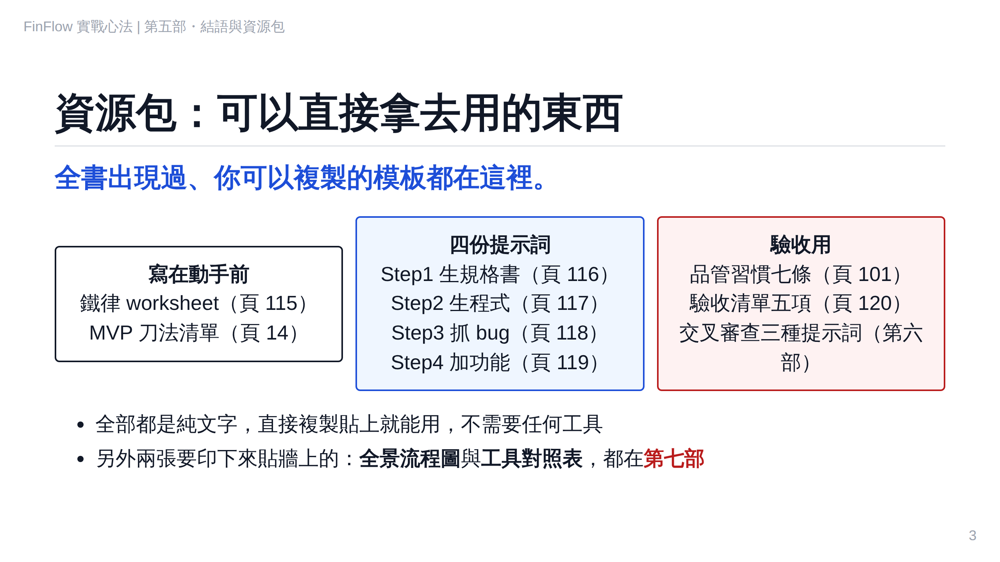 FinFlow 實戰心法 | 第五部・結語與資源包
資源包：可以直接拿去用的東西
全書出現過、你可以複製的模板都在這裡。
寫在動手前
鐵律 worksheet（頁 115）
MVP 刀法清單（頁 14）
四份提示詞
Step1 生規格書（頁 116）
Step2 生程式（頁 117）
Step3 抓 bug（頁 118）
Step4 加功能（頁 119）
驗收用
品管習慣七條（頁 101）
驗收清單五項（頁 120）
交叉審查三種提示詞（第六
部）
• 全部都是純文字，直接複製貼上就能用，不需要任何工具
• 另外兩張要印下來貼牆上的：全景流程圖與工具對照表，都在第七部
3